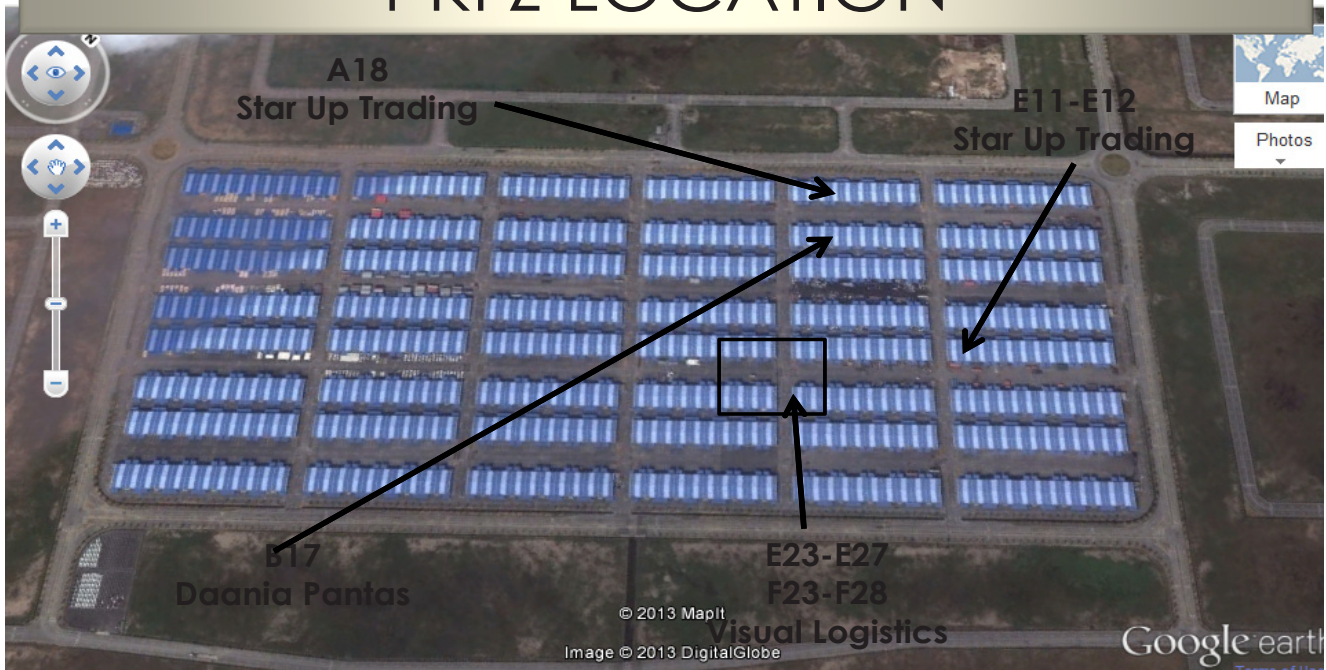 PKFZ LOCATION
N
A18
Star Up Trading
E11-E12
Star Up Trading
Map
Photos
B17
Daania Pantas
E23-E27
F23-F28
Visual Logistics
© 2013 MapIt
Image © 2013 DigitalGlobe
Google earth